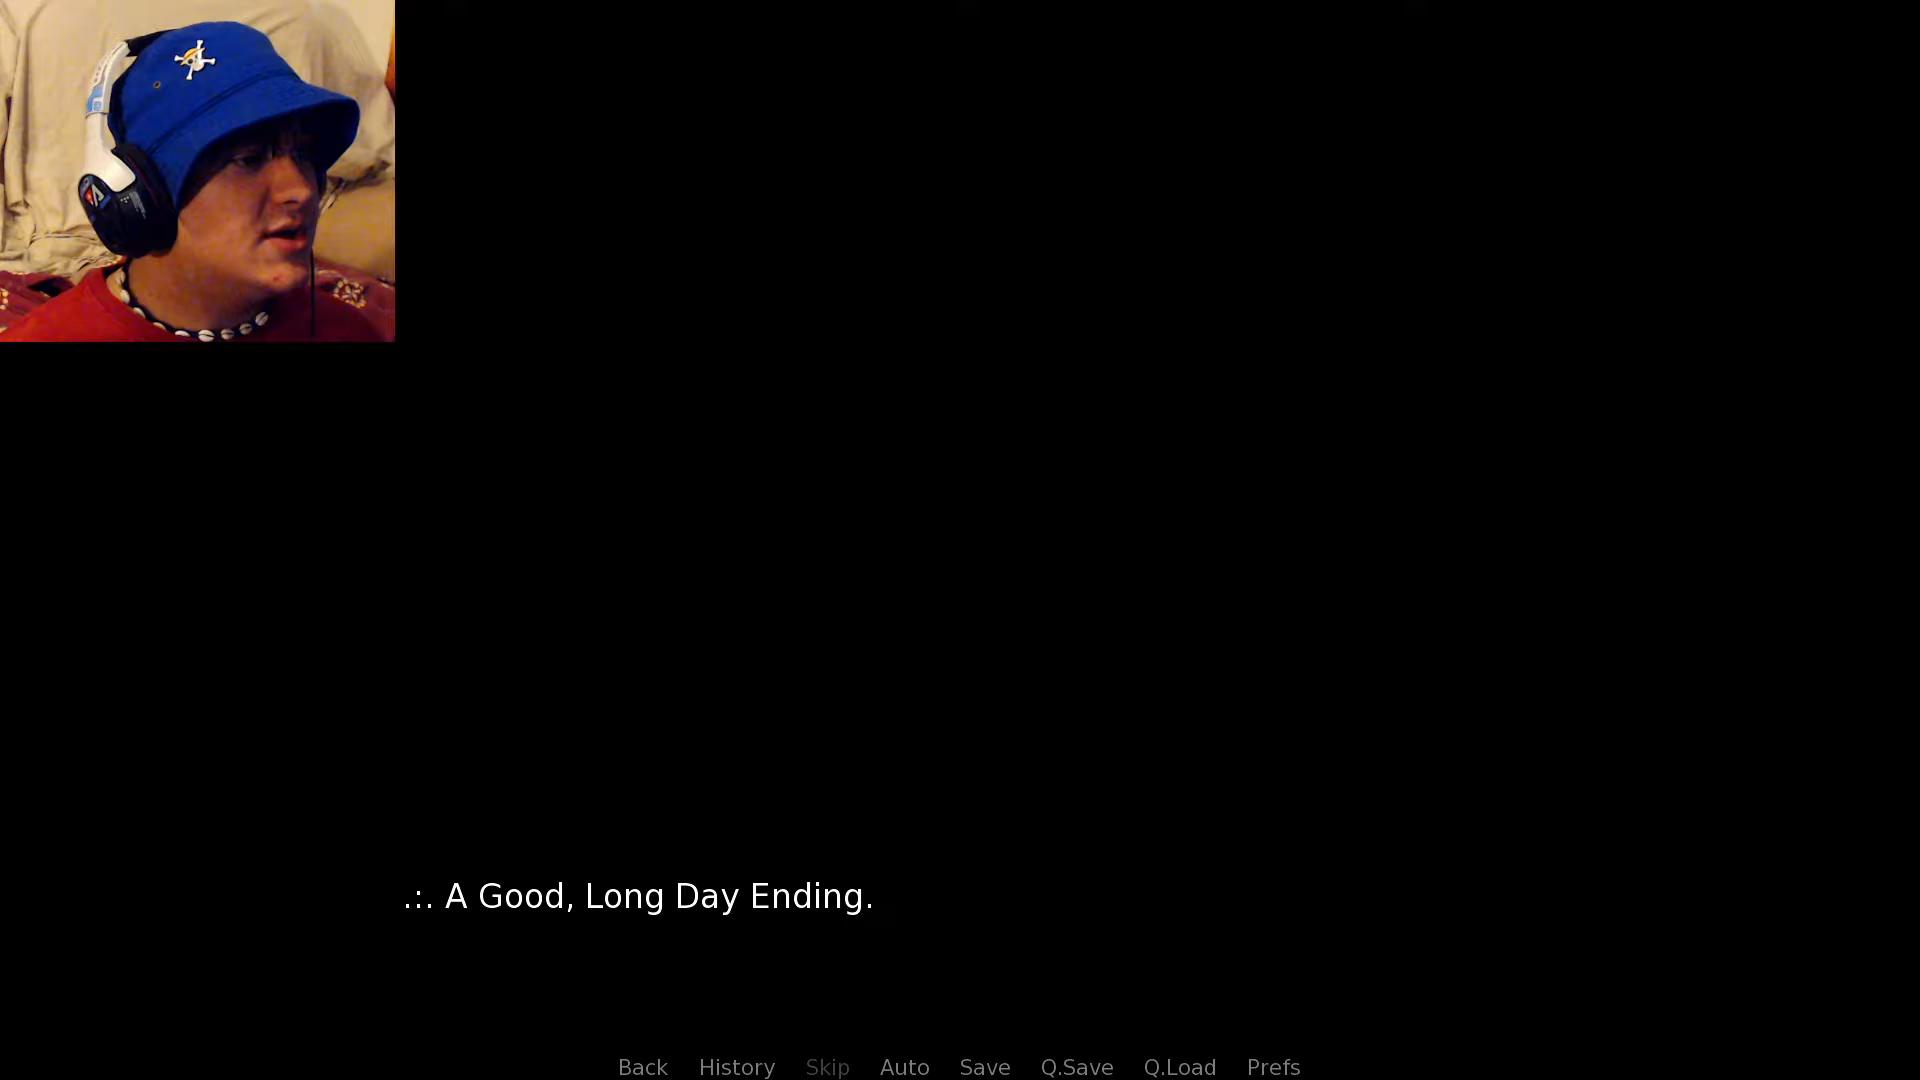 .:. A Good, Long Day Ending.
Back History Skip Auto Save Q.Save Q.Load Prefs